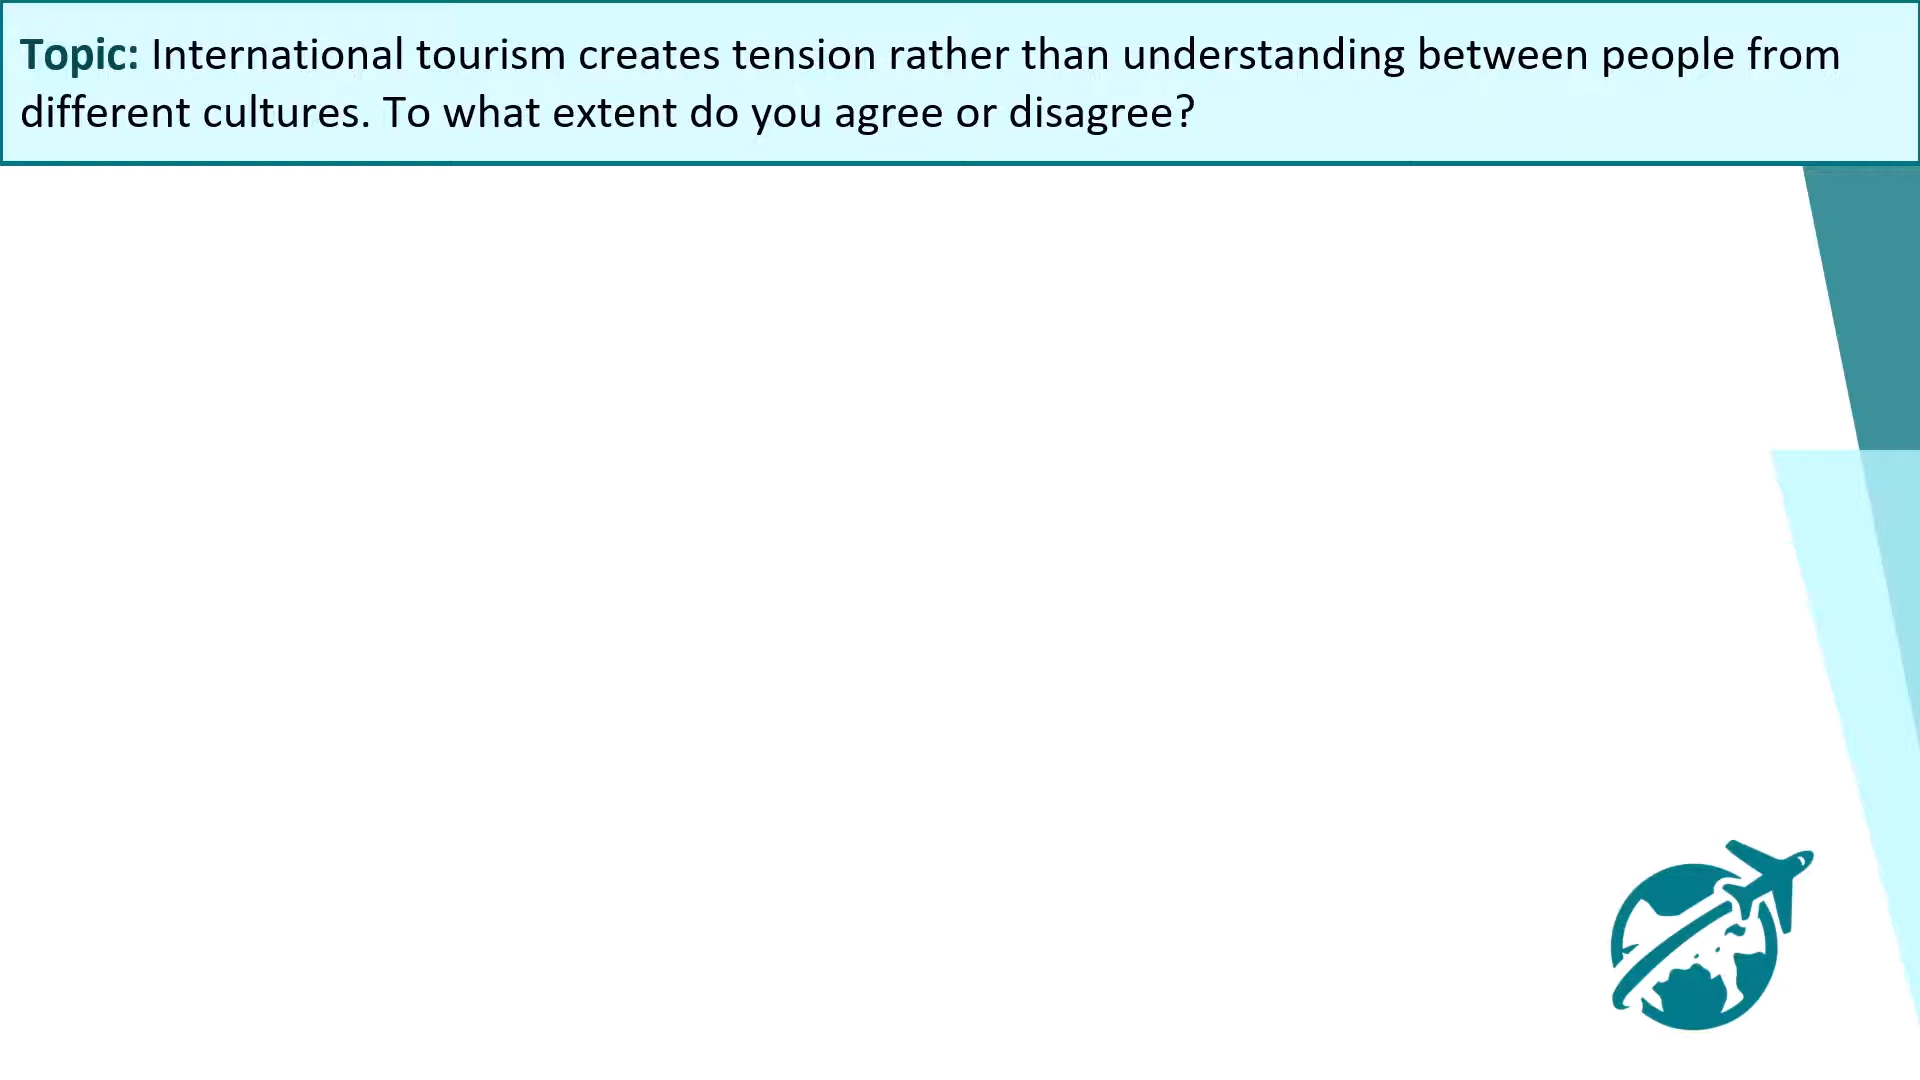 Topic: International tourism creates tension rather than understanding between people from
different cultures. To what extent do you agree or disagree?